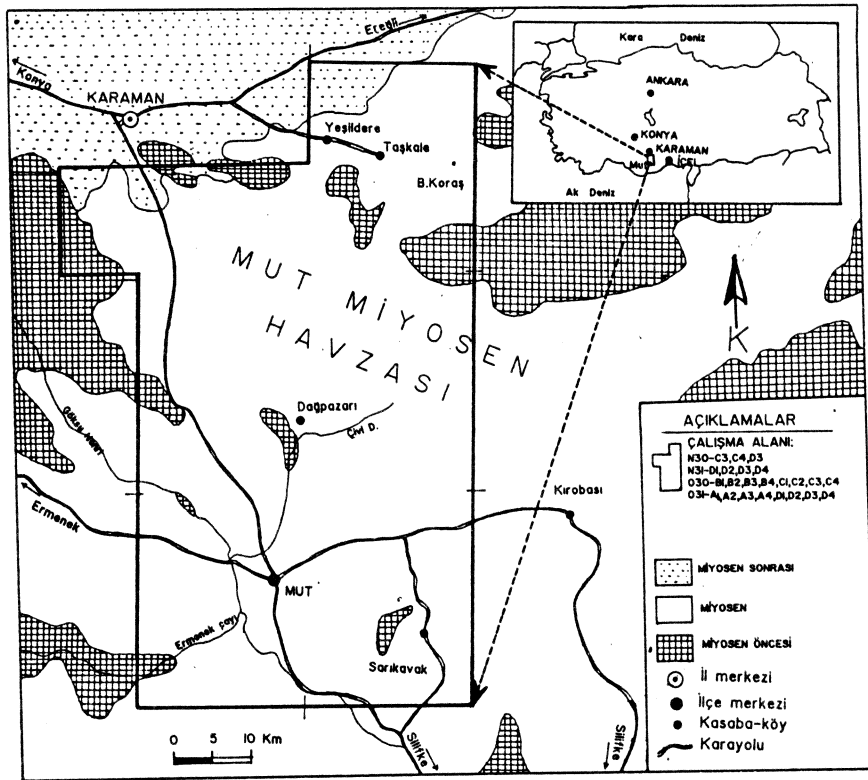 Ereğli
Konya
KARAMAN
Yeşildere
Taşkale
B.Koraş
Kara Deniz
ANKARA
KONYA
KARAMAN
İÇEL
Mut
Ak Deniz
MUT MİYOSEN
HAVZASI
K
Dağpazarı
Çivi D.
Göksu Nehri
Ermenek
Kırobası
MUT
Ermenek çayı
Sarıkavak
Silifke
Silifke
0 5 10 Km
AÇIKLAMALAR
ÇALIŞMA ALANI:
N30-C3,C4,D3
N31-D1,D2,D3,D4
O30-B1,B2,B3,B4,C1,C2,C3,C4
O31-A1,A2,A3,A4,D1,D2,D3,D4
MİYOSEN SONRASI
MİYOSEN
MİYOSEN ÖNCESİ
İl merkezi
İlçe merkezi
Kasaba-köy
Karayolu